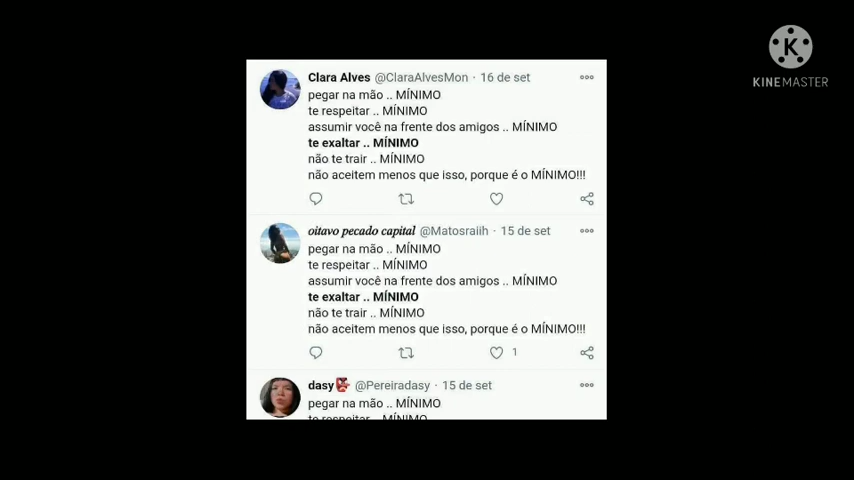 KINEMASTER
Clara Alves @ClaraAlvesMon · 16 de set
pegar na mão .. MÍNIMO
te respeitar .. MÍNIMO
assumir você na frente dos amigos .. MÍNIMO
te exaltar .. MÍNIMO
não te trair .. MÍNIMO
não aceitem menos que isso, porque é o MÍNIMO!!!
oitavo pecado capital @Matosraiih · 15 de set
pegar na mão .. MÍNIMO
te respeitar .. MÍNIMO
assumir você na frente dos amigos .. MÍNIMO
te exaltar .. MÍNIMO
não te trair .. MÍNIMO
não aceitem menos que isso, porque é o MÍNIMO!!!
1
dasy @Pereiradasy · 15 de set
pegar na mão .. MÍNIMO
te respeitar .. MÍNIMO